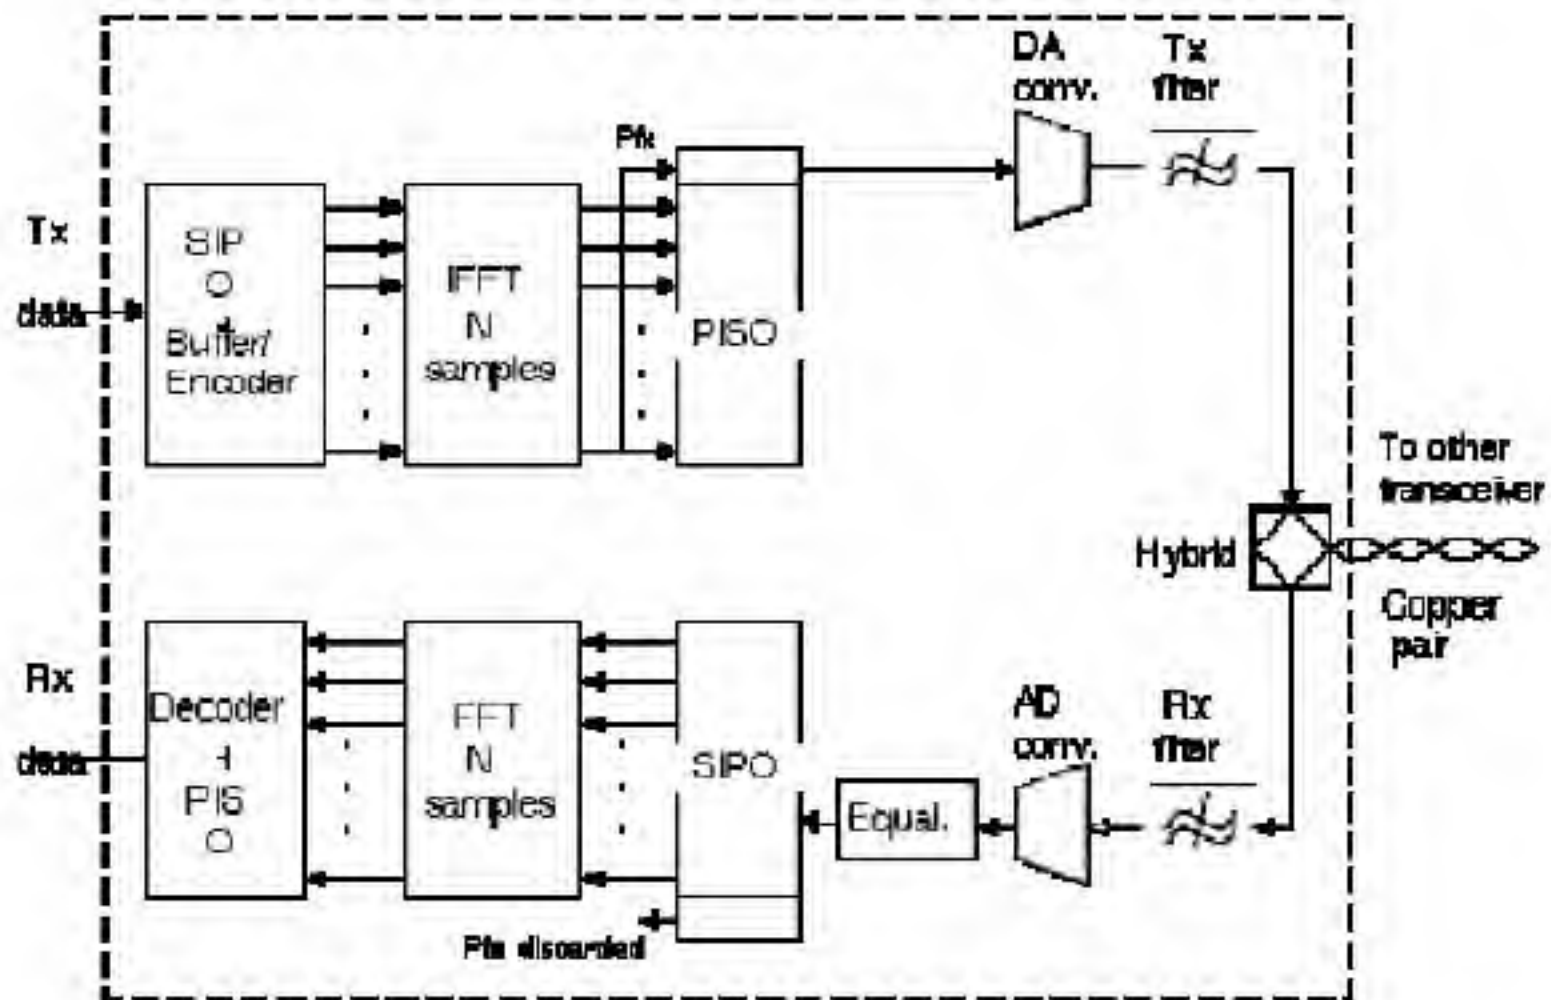 DA
conv.
Tx
filter
Pfx
Tx
data
SIP
O
+
Buffer/
Encoder
IFFT
N
samples
PISO
To other
transceiver
Hybrid
Copper
pair
Rx
data
Decoder
+
PIS
O
FFT
N
samples
SIPO
Equal.
AD
conv.
Rx
filter
Pfx discarded